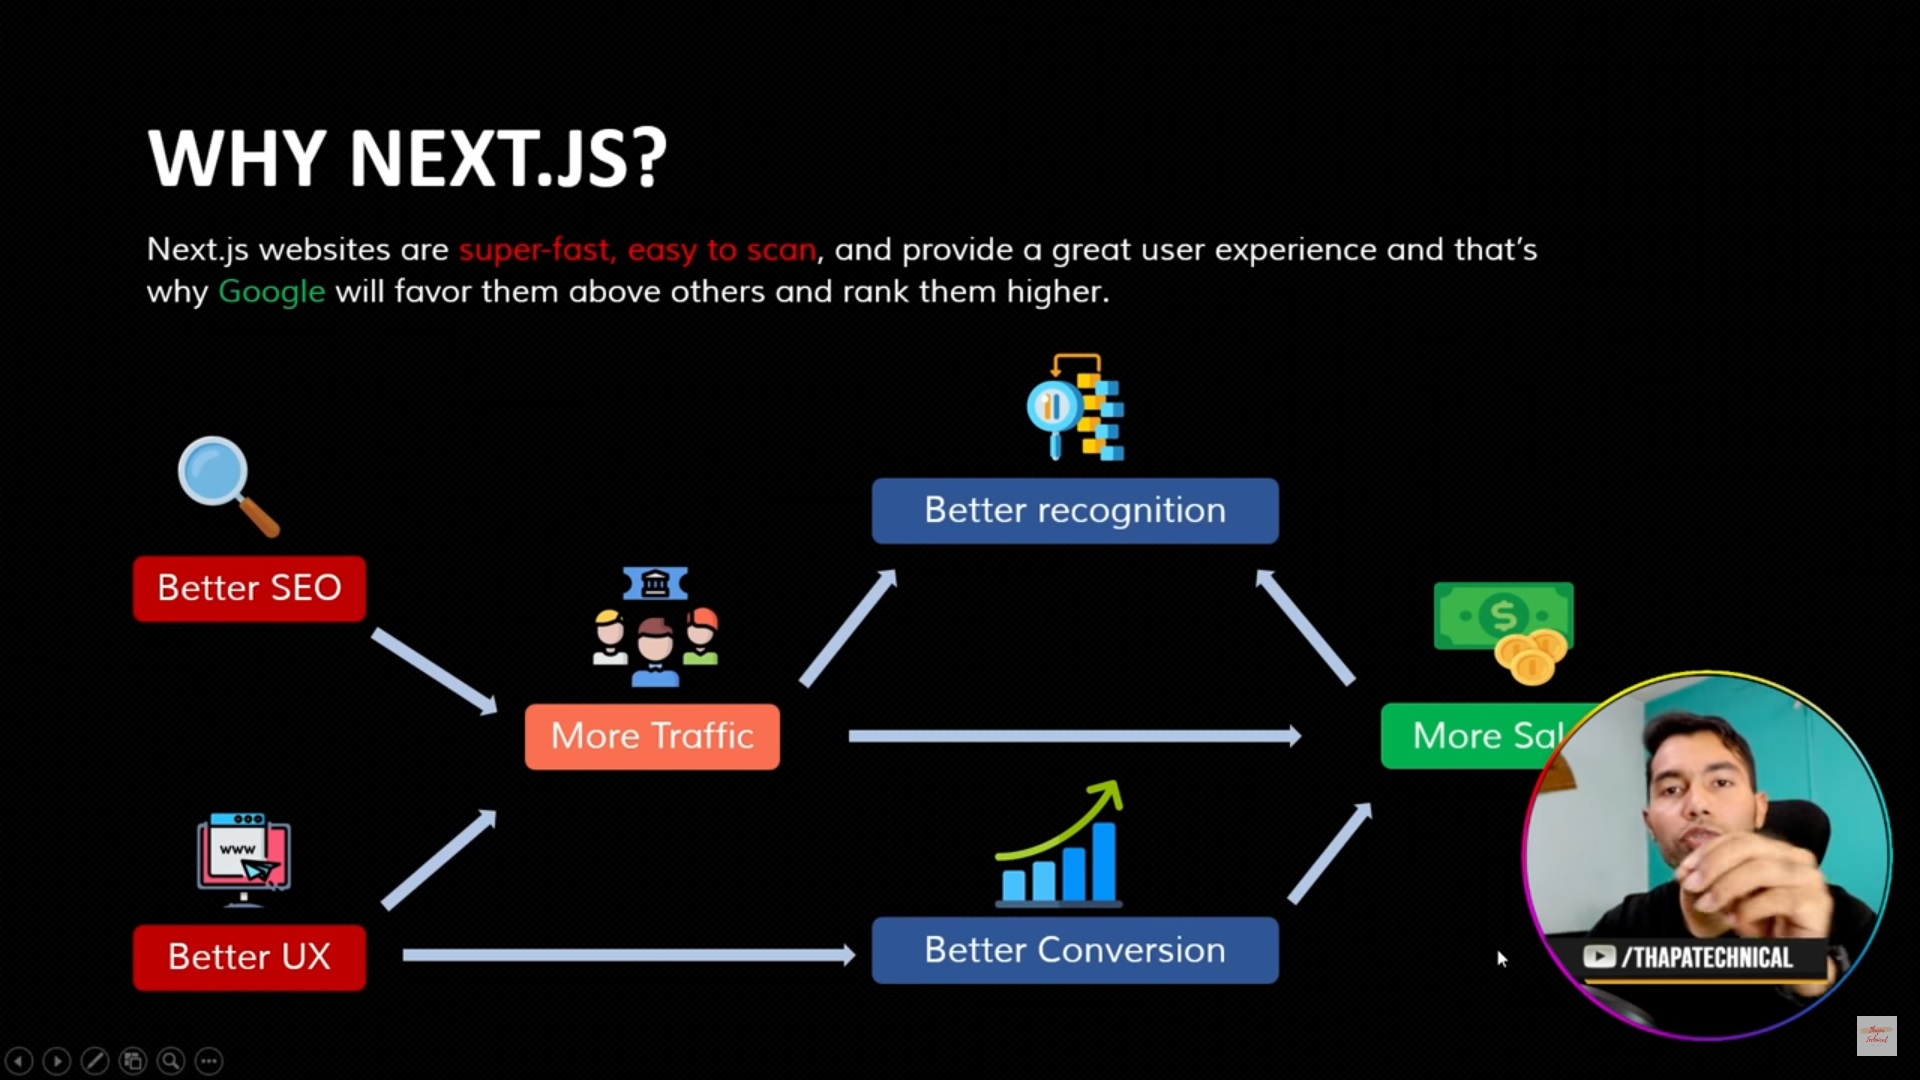 WHY NEXT.JS?
Next.js websites are super-fast, easy to scan, and provide a great user experience and that's
why Google will favor them above others and rank them higher.
Better recognition
Better SEO
More Traffic
More Sal
www
Better UX
Better Conversion
/THAPATECHNICAL